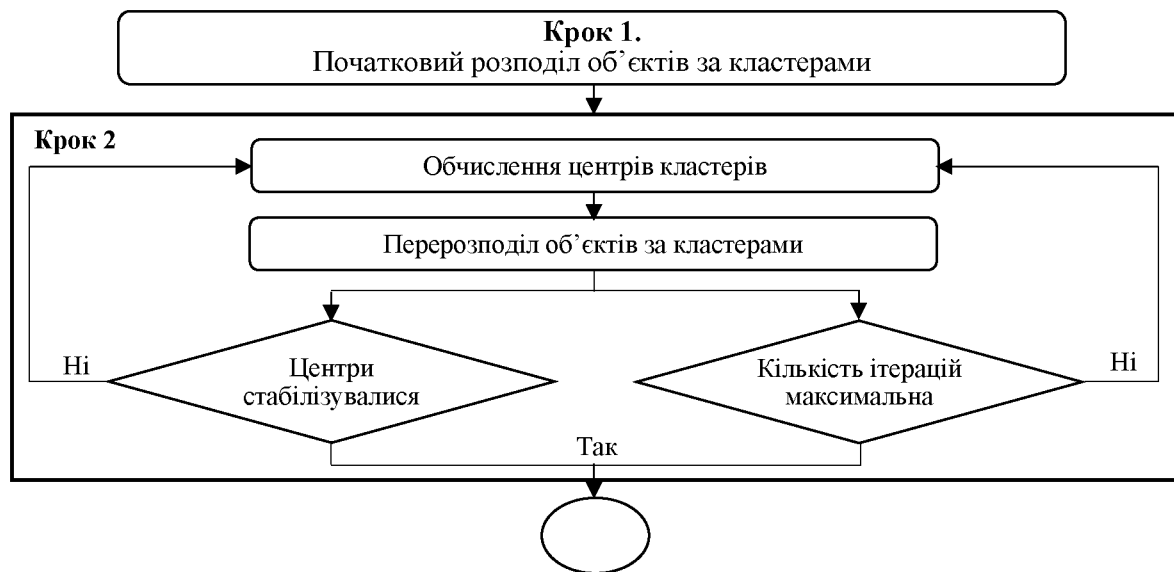 Крок 1.
Початковий розподіл об’єктів за кластерами
Крок 2
Обчислення центрів кластерів
Перерозподіл об’єктів за кластерами
Ні
Центри
стабілізувалися
Кількість ітерацій
максимальна
Ні
Так